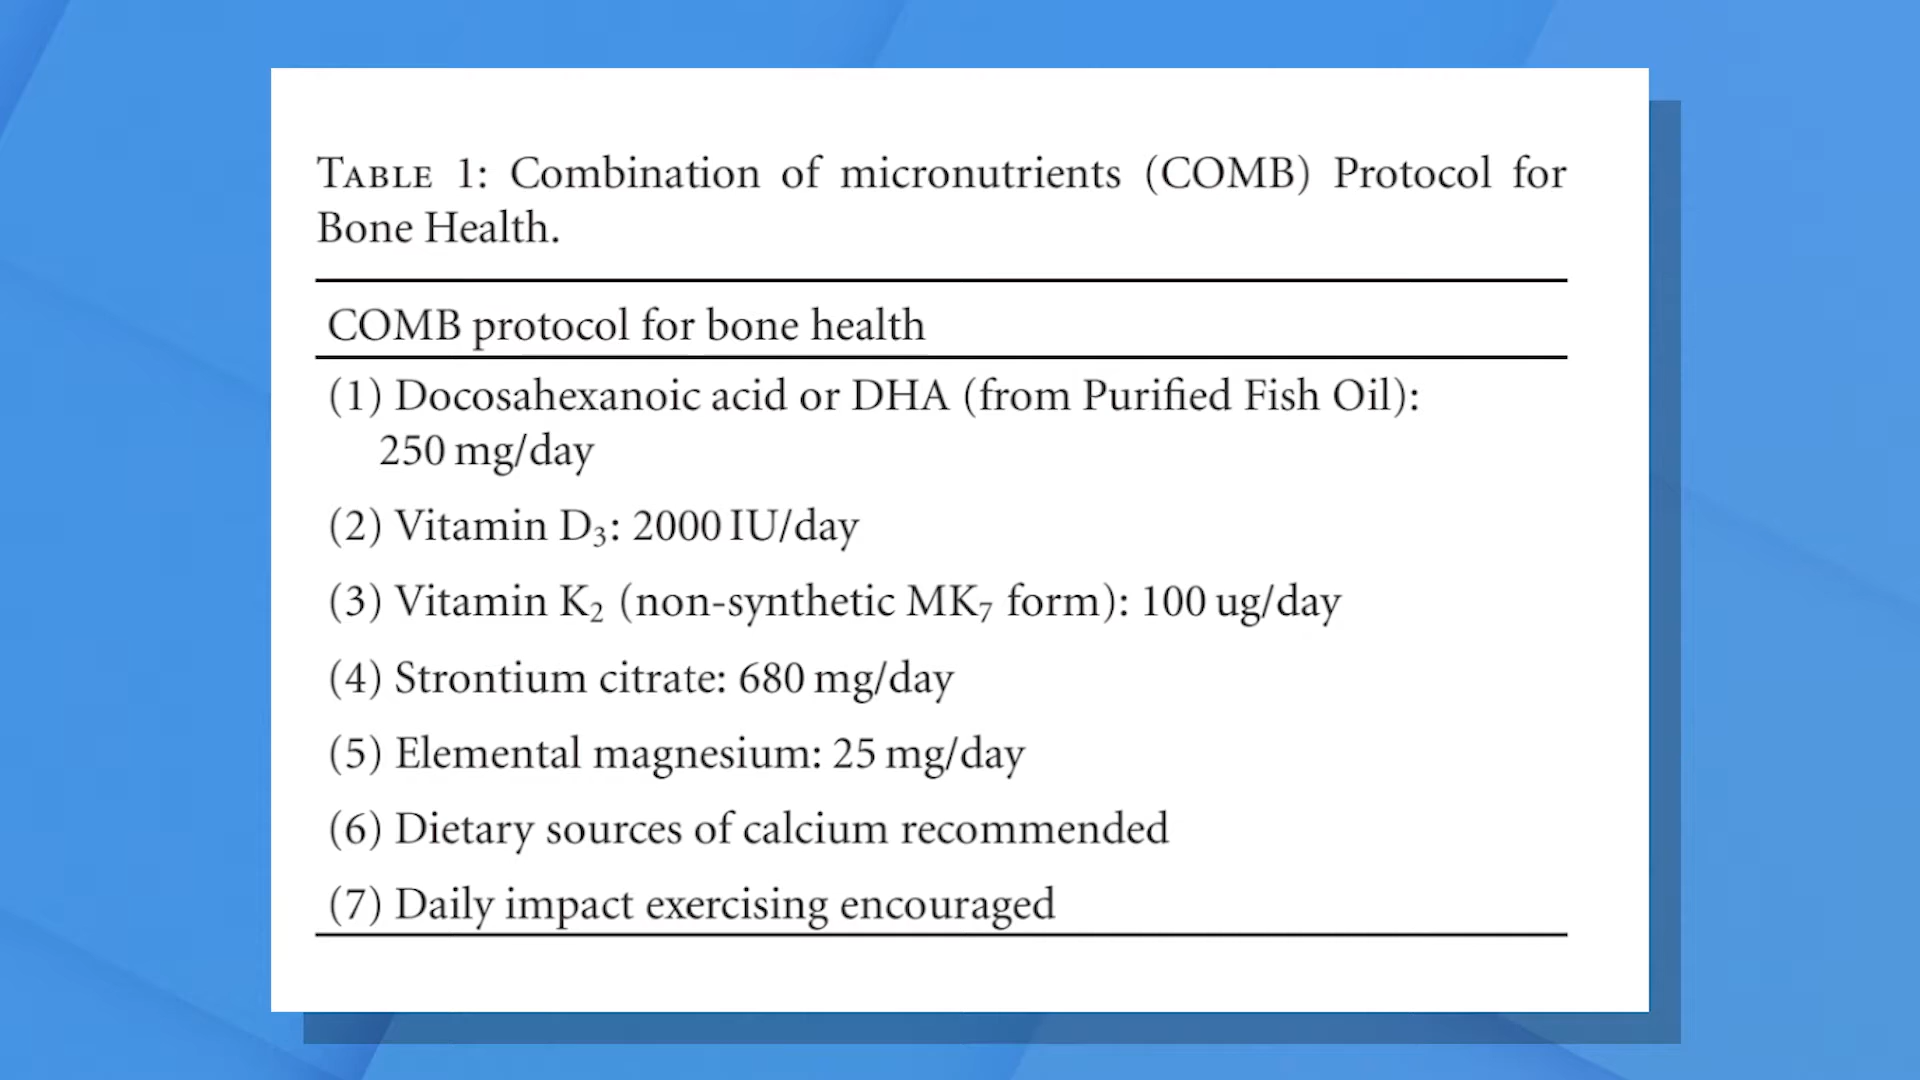 TABLE 1: Combination of micronutrients (COMB) Protocol for
Bone Health.
COMB protocol for bone health
(1) Docosahexanoic acid or DHA (from Purified Fish Oil):
250 mg/day
(2) Vitamin D₃: 2000 IU/day
(3) Vitamin K₂ (non-synthetic MK₇ form): 100 ug/day
(4) Strontium citrate: 680 mg/day
(5) Elemental magnesium: 25 mg/day
(6) Dietary sources of calcium recommended
(7) Daily impact exercising encouraged